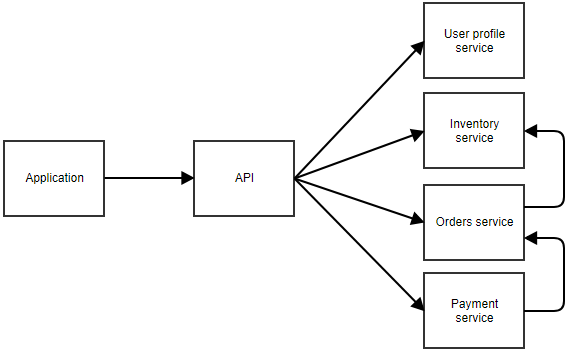 Application
API
User profile
service
Inventory
service
Orders service
Payment
service